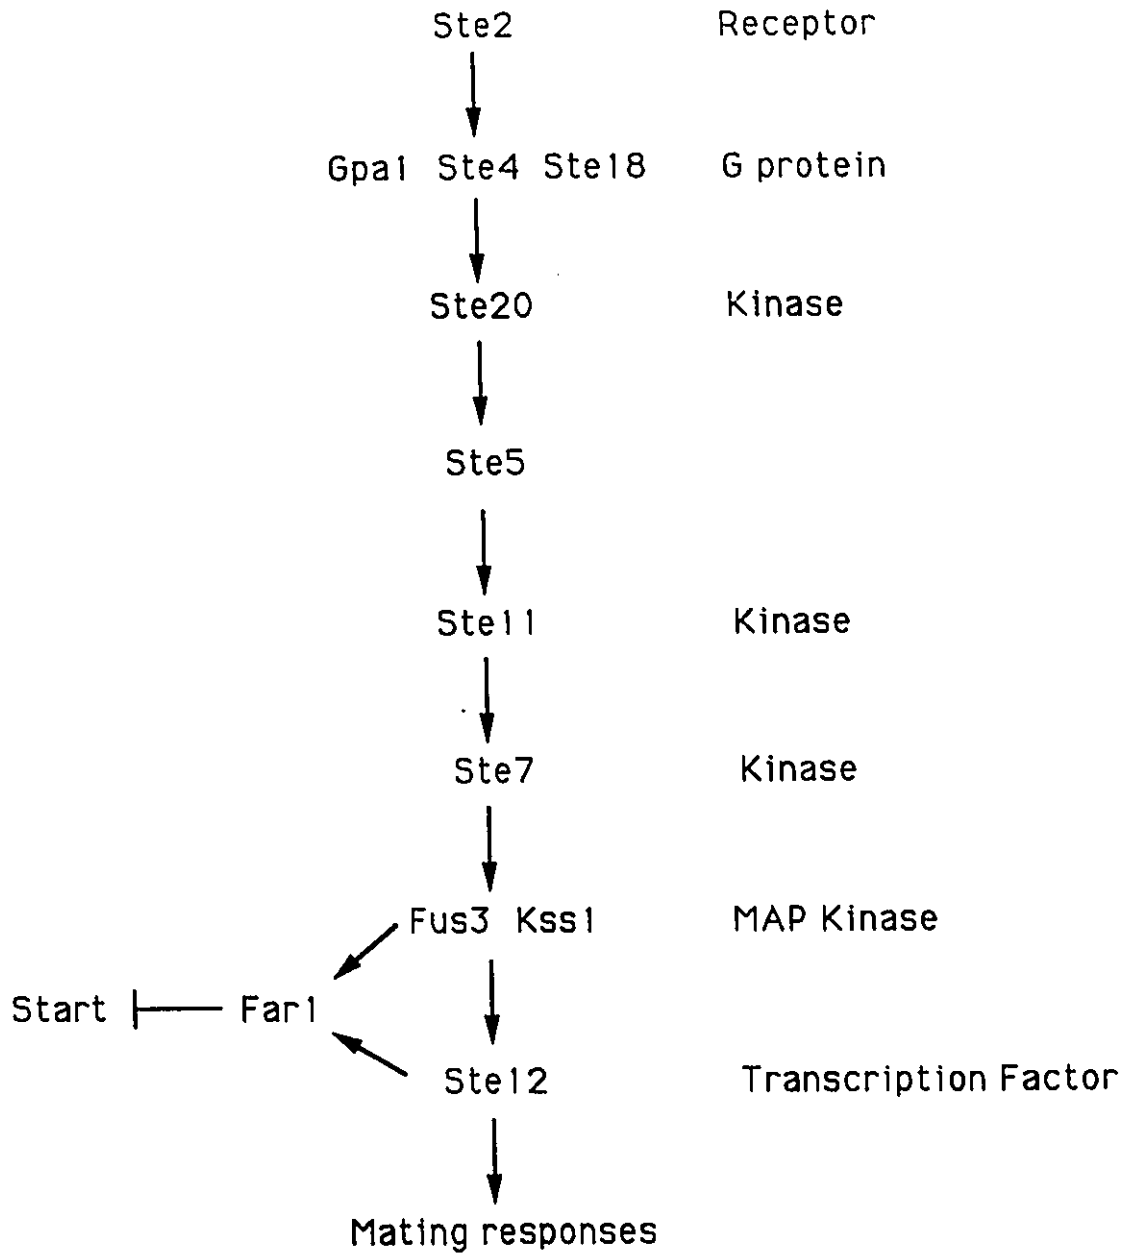 Ste2 Receptor
Gpa1 Ste4 Ste18 G protein
Ste20 Kinase
Ste5
Ste11 Kinase
Ste7 Kinase
Fus3 Kss1 MAP Kinase
Start Far1
Ste12 Transcription Factor
Mating responses